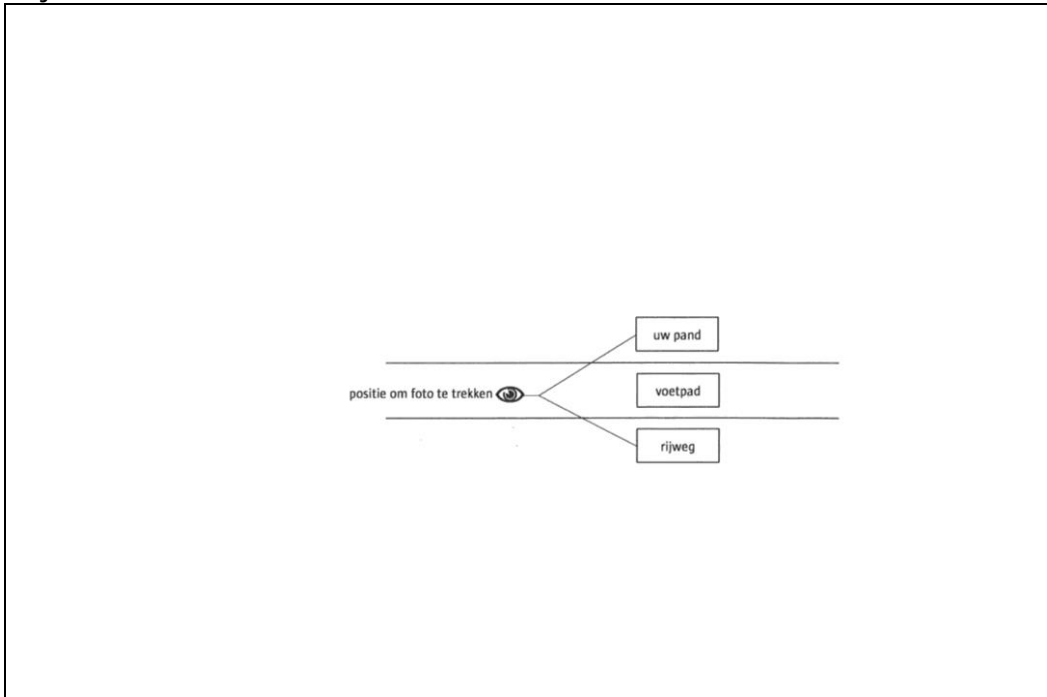 uw pand
positie om foto te trekken
voetpad
rijweg